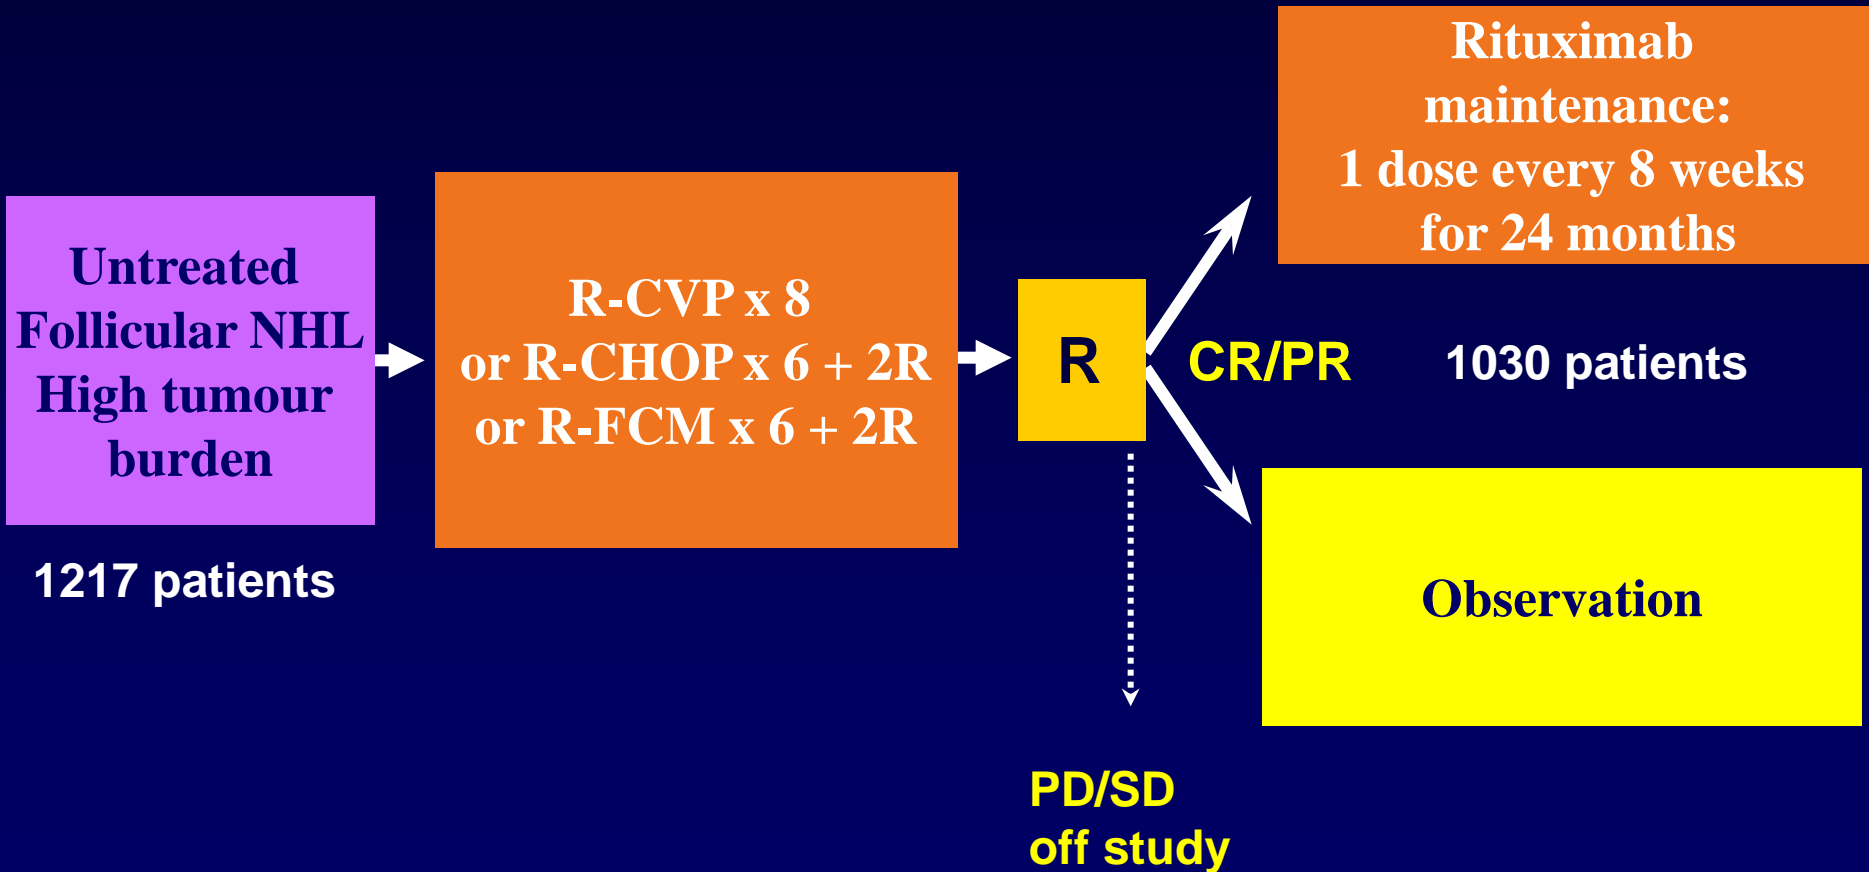 Untreated
Follicular NHL
High tumour
burden
1217 patients
R-CVP x 8
or R-CHOP x 6 + 2R
or R-FCM x 6 + 2R
R
CR/PR
1030 patients
Rituximab
maintenance:
1 dose every 8 weeks
for 24 months
Observation
PD/SD
off study